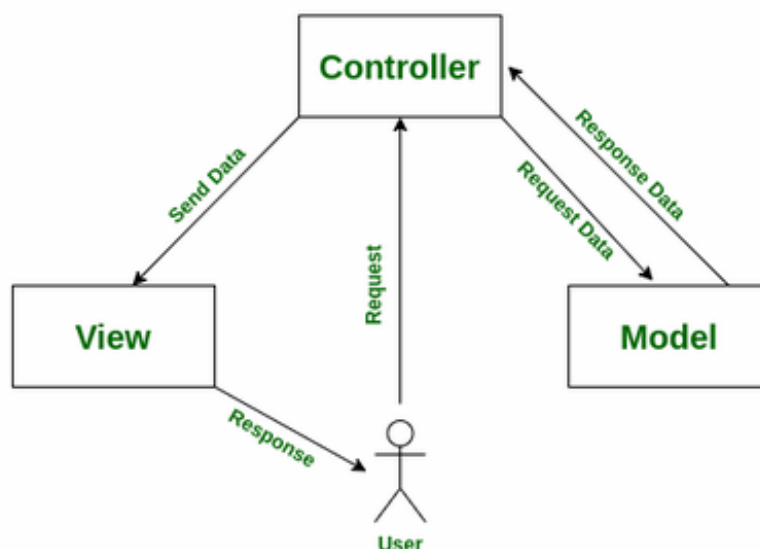 Controller
Send Data
Request
Request Data
Response Data
View
Model
Response
User